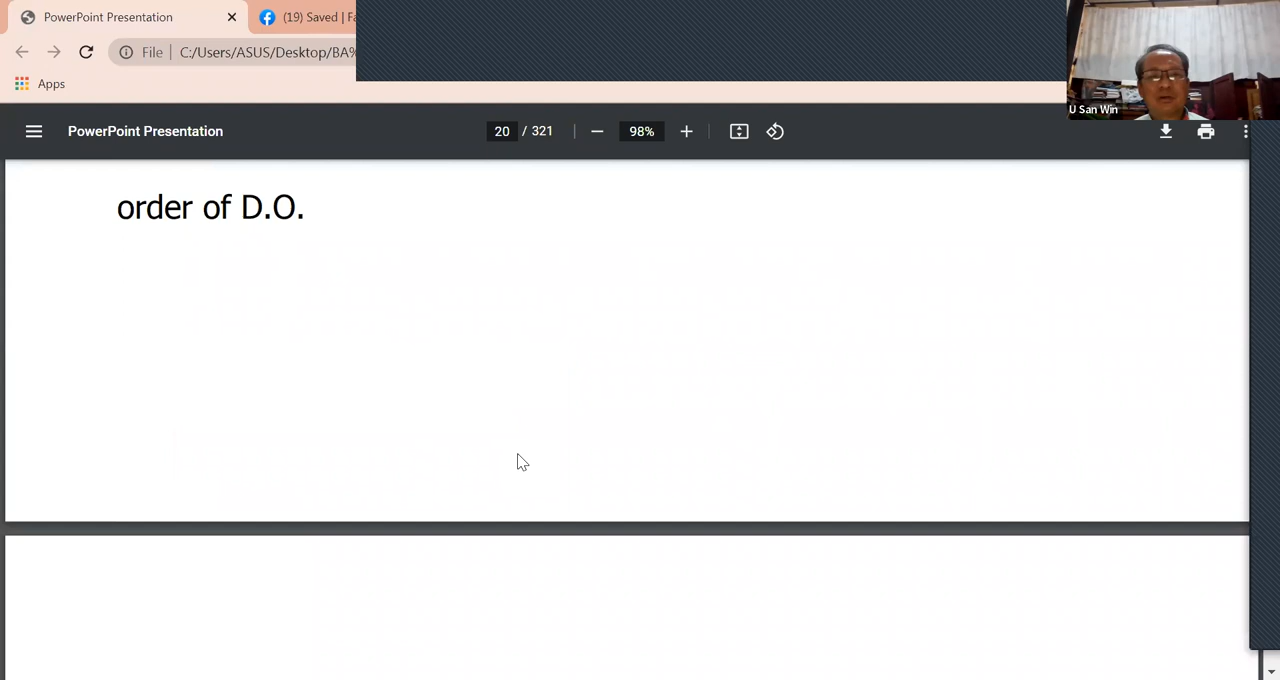 PowerPoint Presentation
(19) Saved | Fa
File
C:/Users/ASUS/Desktop/BA%
Apps
U San Win
PowerPoint Presentation
20 / 321
98%
order of D.O.